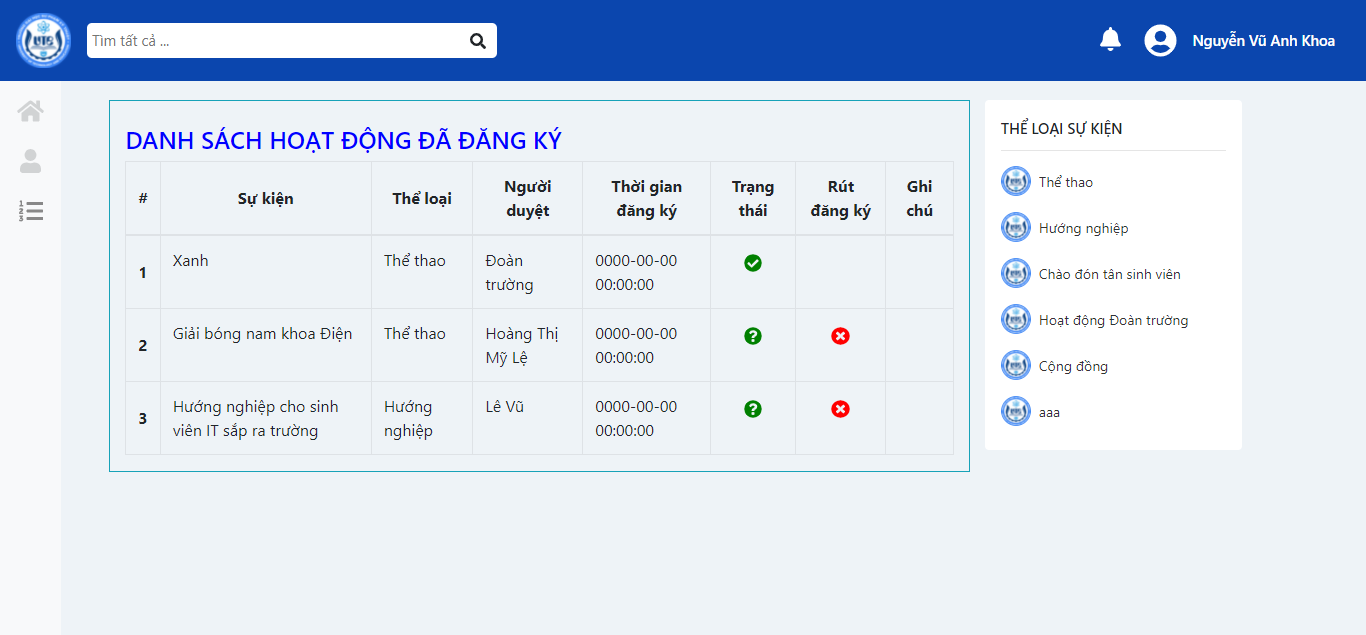 Tìm tất cả ...
Nguyễn Vũ Anh Khoa
DANH SÁCH HOẠT ĐỘNG ĐÃ ĐĂNG KÝ
# Sự kiện Thể loại Người duyệt Thời gian đăng ký Trạng thái Rút đăng ký Ghi chú
1 Xanh Thể thao Đoàn trường 0000-00-00 00:00:00
2 Giải bóng nam khoa Điện Thể thao Hoàng Thị Mỹ Lệ 0000-00-00 00:00:00
3 Hướng nghiệp cho sinh viên IT sắp ra trường Hướng nghiệp Lê Vũ 0000-00-00 00:00:00
THỂ LOẠI SỰ KIỆN
Thể thao
Hướng nghiệp
Chào đón tân sinh viên
Hoạt động Đoàn trường
Cộng đồng
aaa